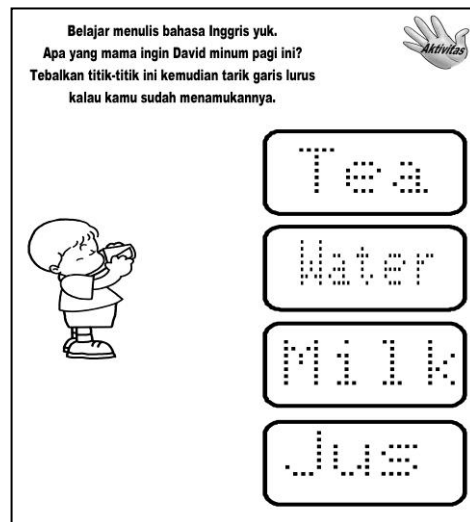 Belajar menulis bahasa Inggris yuk.
Apa yang mama ingin David minum pagi ini?
Tebalkan titik-titik ini kemudian tarik garis lurus
kalau kamu sudah menamukannya.
Aktivitas
Tea
Water
Milk
Jus